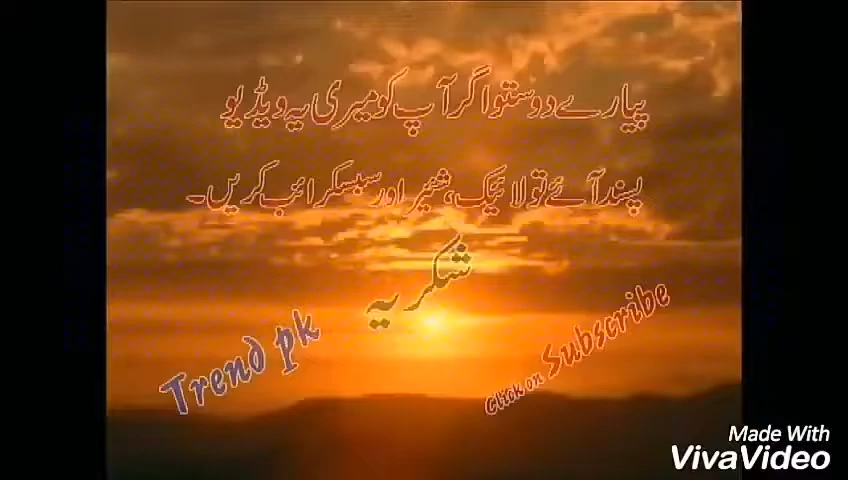 پیارے دوستو اگر آپ کو میری یہ ویڈیو
پسند آئے تو لائیک، شئیر اور سبسکرائب کریں۔
شکریہ
Trend pk
Click on Subscribe
Made With
VivaVideo